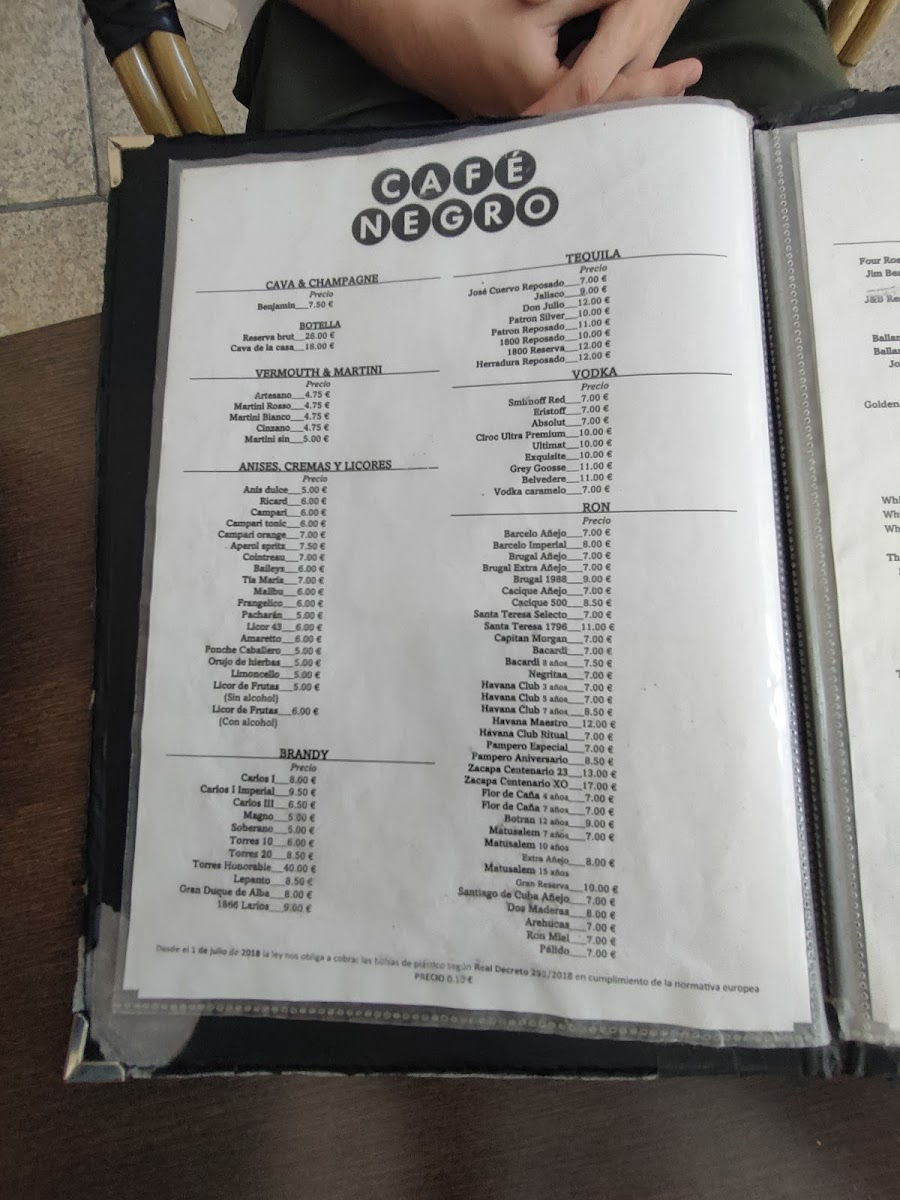 CAFÉ
NEGRO
CAVA & CHAMPAGNE
Precio
Benjamin___7.50 €
BOTELLA
Reserva brut___26.00 €
Cava de la casa___18.00 €
VERMOUTH & MARTINI
Precio
Artesano___4.75 €
Martini Rosso___4.75 €
Martini Bianco___4.75 €
Cinzano___4.75 €
Martini sin___5.00 €
ANISES, CREMAS Y LICORES
Precio
Anis dulce___5.00 €
Ricard___6.00 €
Campari___6.00 €
Campari tonic___6.00 €
Campari orange___7.00 €
Aperol spritz___7.50 €
Cointreau___7.00 €
Baileys___6.00 €
Tia María___7.00 €
Malibu___6.00 €
Frangelico___6.00 €
Pacharán___5.00 €
Licor 43___6.00 €
Amaretto___6.00 €
Ponche Caballero___5.00 €
Orujo de hierbas___5.00 €
Limoncello___5.00 €
Licor de Frutas___5.00 €
(Sin alcohol)
Licor de Frutas___6.00 €
(Con alcohol)
BRANDY
Precio
Carlos I___8.00 €
Carlos I Imperial___9.50 €
Carlos III___6.50 €
Magno___5.00 €
Soberano___5.00 €
Torres 10___6.00 €
Torres 20___8.50 €
Torres Honorable___40.00 €
Lepanto___8.50 €
Gran Duque de Alba___8.00 €
1866 Larios___9.00 €
TEQUILA
Precio
José Cuervo Reposado___7.00 €
Jalisco___9.00 €
Don Julio___12.00 €
Patron Silver___10.00 €
Patron Reposado___11.00 €
1800 Reposado___10.00 €
1800 Reserva___12.00 €
Herradura Reposado___12.00 €
VODKA
Precio
Smirnoff Red___7.00 €
Eristoff___7.00 €
Absolut___7.00 €
Ciroc Ultra Premium___10.00 €
Ultimat___10.00 €
Exquisite___10.00 €
Grey Goosse___11.00 €
Belvedere___11.00 €
Vodka caramelo___7.00 €
RON
Precio
Barcelo Añejo___7.00 €
Barcelo Imperial___8.00 €
Brugal Añejo___7.00 €
Brugal Extra Añejo___7.00 €
Brugal 1988___9.00 €
Cacique Añejo___7.00 €
Cacique 500___8.50 €
Santa Teresa Selecto___7.00 €
Santa Teresa 1796___11.00 €
Capitan Morgan___7.00 €
Bacardi___7.00 €
Bacardi 8 años___7.50 €
Negritaa___7.00 €
Havana Club 3 años___7.00 €
Havana Club 5 años___7.00 €
Havana Club 7 años___8.50 €
Havana Maestro___12.00 €
Hávana Club Ritual___7.00 €
Pampero Especial___7.00 €
Pampero Aniversario___8.50 €
Zacapa Centenario 23___13.00 €
Zacapa Centenario XO___17.00 €
Flor de Caña 4 años___7.00 €
Flor de Caña 7 años___7.00 €
Botran 12 años___9.00 €
Matusalem 7 años___7.00 €
Matusalem 10 años
Extra Añejo___8.00 €
Matusalem 15 años
Gran Reserva___10.00 €
Santiago de Cuba Añejo___7.00 €
Dos Maderas___8.00 €
Arehucas___7.00 €
Ron Miel___7.00 €
Pálido___7.00 €
Desde el 1 de julio de 2018 la ley nos obliga a cobrar las bolsas de plástico según Real Decreto 293/2018 en cumplimiento de la normativa europea
PRECIO 0.10 €
Four
Jim
J&B
Golden